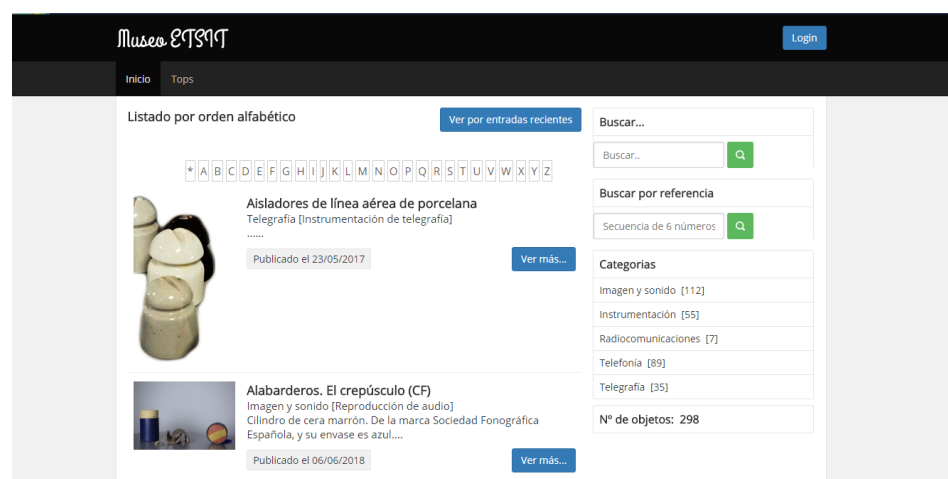 Museo ETSIT
Login
Inicio Tops
Listado por orden alfabético
Ver por entradas recientes
* A B C D E F G H I J K L M N O P Q R S T U V W X Y Z
Aisladores de línea aérea de porcelana
Telegrafía [Instrumentación de telegrafía]
......
Publicado el 23/05/2017
Ver más...
Alabarderos. El crepúsculo (CF)
Imagen y sonido [Reproducción de audio]
Cilindro de cera marrón. De la marca Sociedad Fonográfica
Española, y su envase es azul....
Publicado el 06/06/2018
Ver más...
Buscar...
Buscar..
Buscar por referencia
Secuencia de 6 números
Categorias
Imagen y sonido [112]
Instrumentación [55]
Radiocomunicaciones [7]
Telefonía [89]
Telegrafía [35]
Nº de objetos: 298